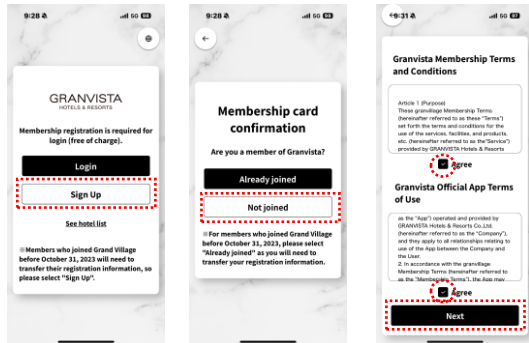 9:28
5G
GRANVISTA
HOTELS & RESORTS
Membership registration is required for
login (free of charge).
Login
Sign Up
See hotel list
※Members who joined Grand Village
before October 31, 2023 will need to
transfer their registration information, so
please select "Sign Up".
9:28
5G
Membership card
confirmation
Are you a member of Granvista?
Already joined
Not joined
※For members who joined Grand Village
before October 31, 2023, please select
"Already joined" as you will need to
transfer your registration information.
9:31
5G
Granvista Membership Terms
and Conditions
Article 1 (Purpose)
These granvillage Membership Terms
(hereinafter referred to as these "Terms")
set forth the terms and conditions for the
use of the services, facilities, and products,
etc. (hereinafter referred to as the"Service")
provided by GRANVISTA Hotels & Resorts
Agree
Granvista Official App Terms
of Use
as the "App") operated and provided by
GRANVISTA Hotels & Resorts Co.,Ltd.
(hereinafter referred to as the "Company"),
and they apply to all relationships relating to
use of the App between the Company and
the User.
2. In accordance with the granvillage
Membership Terms (hereinafter referred to
as the "Membership Terms"), the App may
Agree
Next